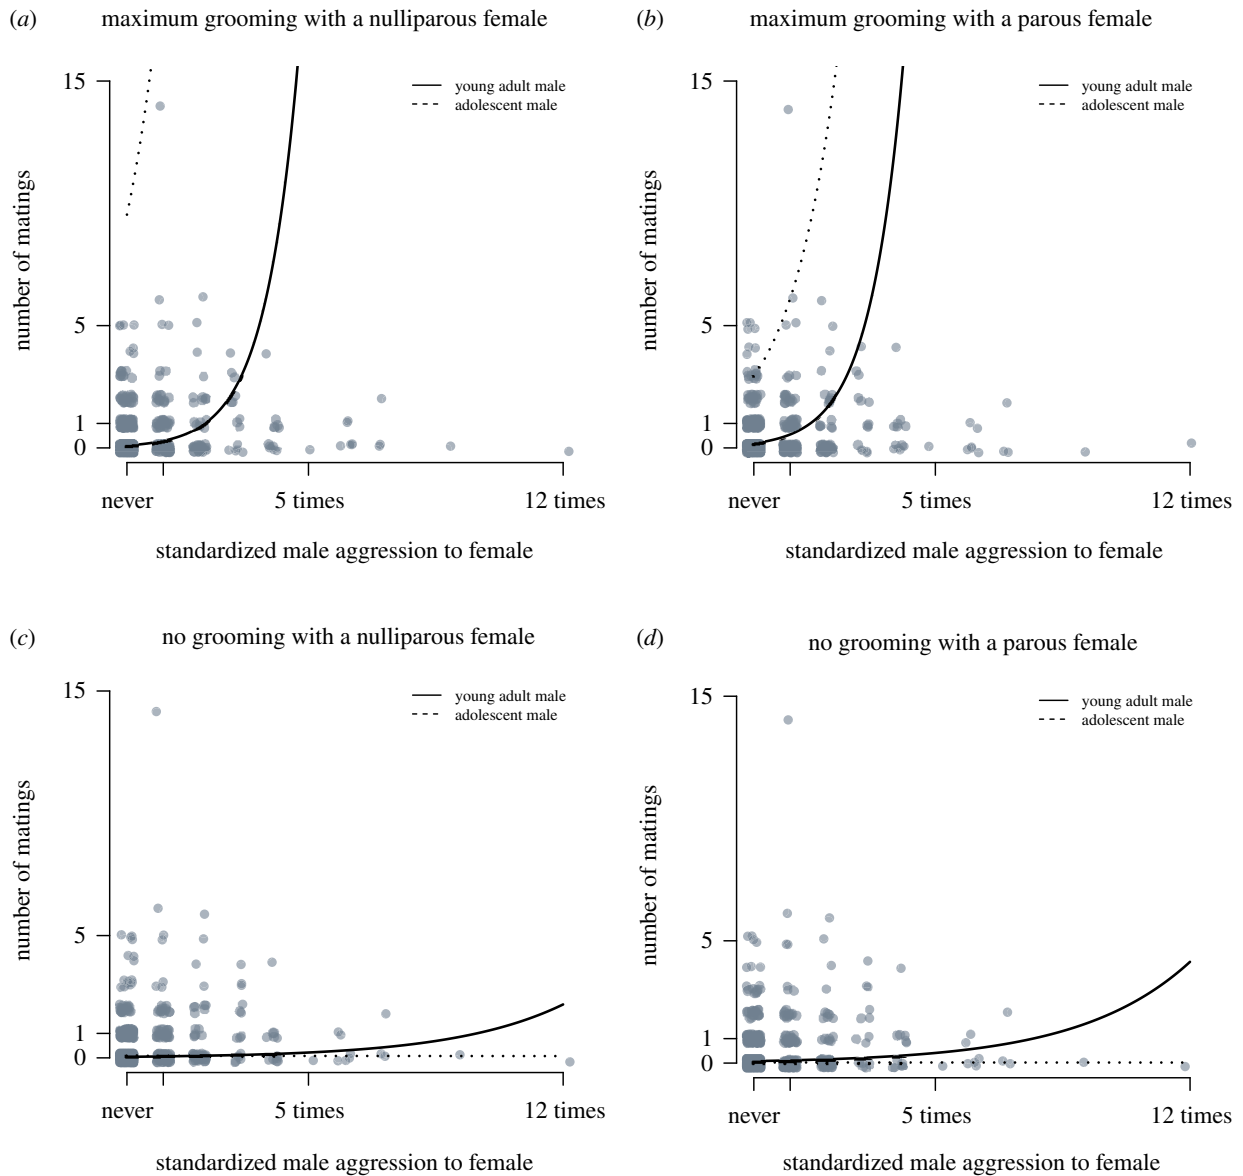 (a) maximum grooming with a nulliparous female
15
5
1
0
number of matings
young adult male
adolescent male
never 5 times 12 times
standardized male aggression to female
(b) maximum grooming with a parous female
15
5
1
0
number of matings
young adult male
adolescent male
never 5 times 12 times
standardized male aggression to female
(c) no grooming with a nulliparous female
15
5
1
0
number of matings
young adult male
adolescent male
never 5 times 12 times
standardized male aggression to female
(d) no grooming with a parous female
15
5
1
0
number of matings
young adult male
adolescent male
never 5 times 12 times
standardized male aggression to female